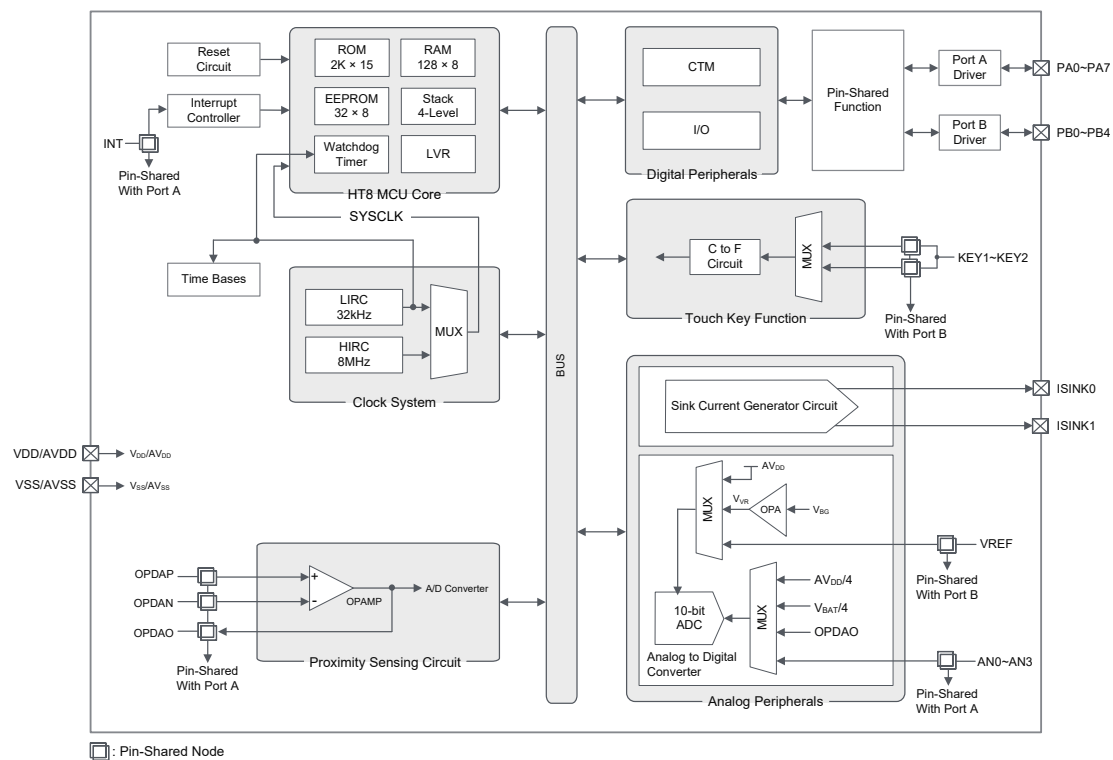 Reset
Circuit
Interrupt
Controller
INT
Pin-Shared
With Port A
ROM
2K × 15
RAM
128 × 8
EEPROM
32 × 8
Stack
4-Level
Watchdog
Timer
LVR
HT8 MCU Core
SYSCLK
Time Bases
LIRC
32kHz
HIRC
8MHz
MUX
Clock System
VDD/AVDD
VDD/AVDD
VSS/AVSS
VSS/AVSS
OPDAP
OPDAN
OPDAO
Pin-Shared
With Port A
+
-
OPAMP
A/D Converter
Proximity Sensing Circuit
BUS
CTM
I/O
Digital Peripherals
Pin-Shared
Function
Port A
Driver
Port B
Driver
PA0~PA7
PB0~PB4
C to F
Circuit
MUX
KEY1~KEY2
Pin-Shared
With Port B
Touch Key Function
Sink Current Generator Circuit
ISINK0
ISINK1
MUX
AVDD
VVR
OPA
VBG
VREF
Pin-Shared
With Port B
10-bit
ADC
MUX
AVDD/4
VBAT/4
OPDAO
AN0~AN3
Pin-Shared
With Port A
Analog to Digital
Converter
Analog Peripherals
: Pin-Shared Node